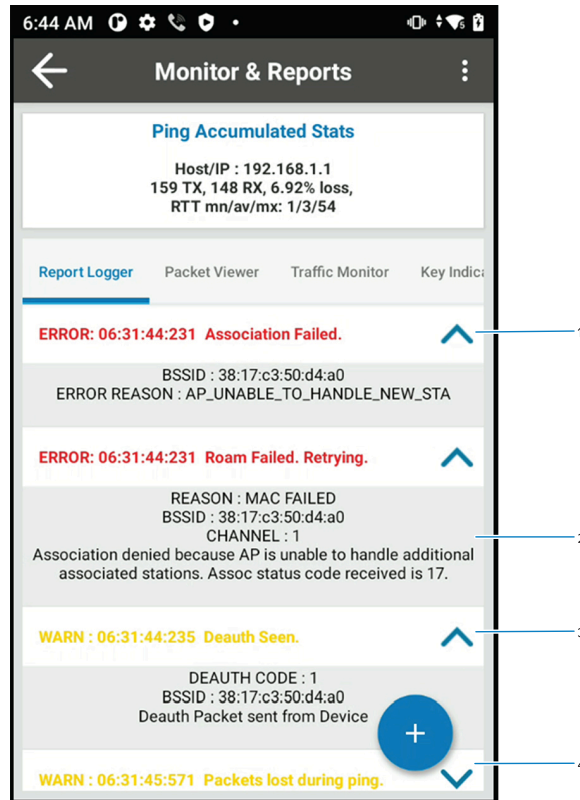 6:44 AM
Monitor & Reports
Ping Accumulated Stats
Host/IP : 192.168.1.1
159 TX, 148 RX, 6.92% loss,
RTT mn/av/mx: 1/3/54
Report Logger Packet Viewer Traffic Monitor Key Indica
ERROR: 06:31:44:231 Association Failed.
BSSID : 38:17:c3:50:d4:a0
ERROR REASON : AP_UNABLE_TO_HANDLE_NEW_STA
ERROR: 06:31:44:231 Roam Failed. Retrying.
REASON : MAC FAILED
BSSID : 38:17:c3:50:d4:a0
CHANNEL : 1
Association denied because AP is unable to handle additional
associated stations. Assoc status code received is 17.
WARN : 06:31:44:235 Deauth Seen.
DEAUTH CODE : 1
BSSID : 38:17:c3:50:d4:a0
Deauth Packet sent from Device
+
WARN : 06:31:45:571 Packets lost during ping.